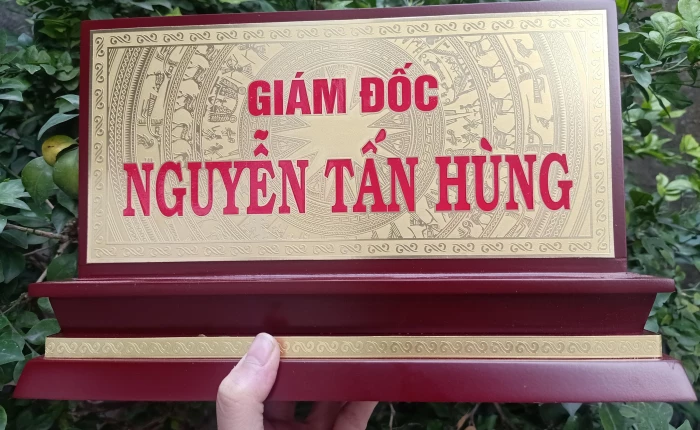 GIÁM ĐỐC
NGUYỄN TẤN HÙNG